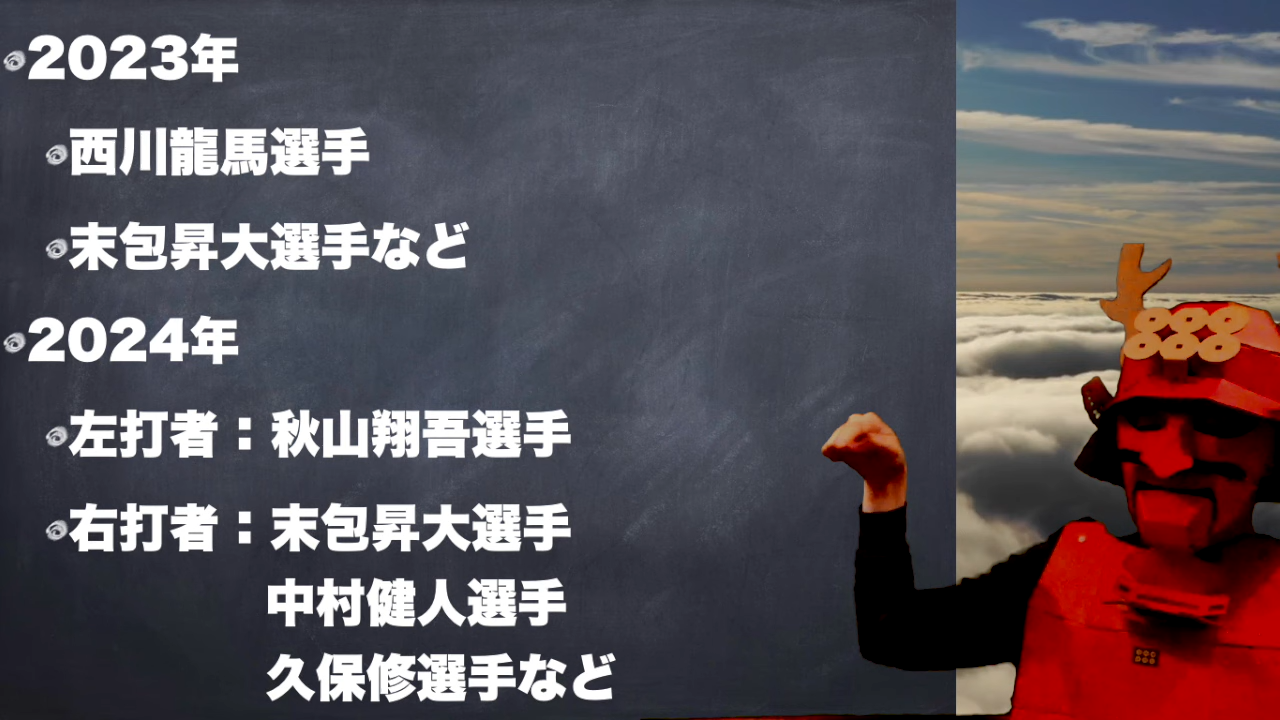 2023年
西川龍馬選手
末包昇大選手など
2024年
左打者：秋山翔吾選手
右打者：末包昇大選手
中村健人選手
久保修選手など